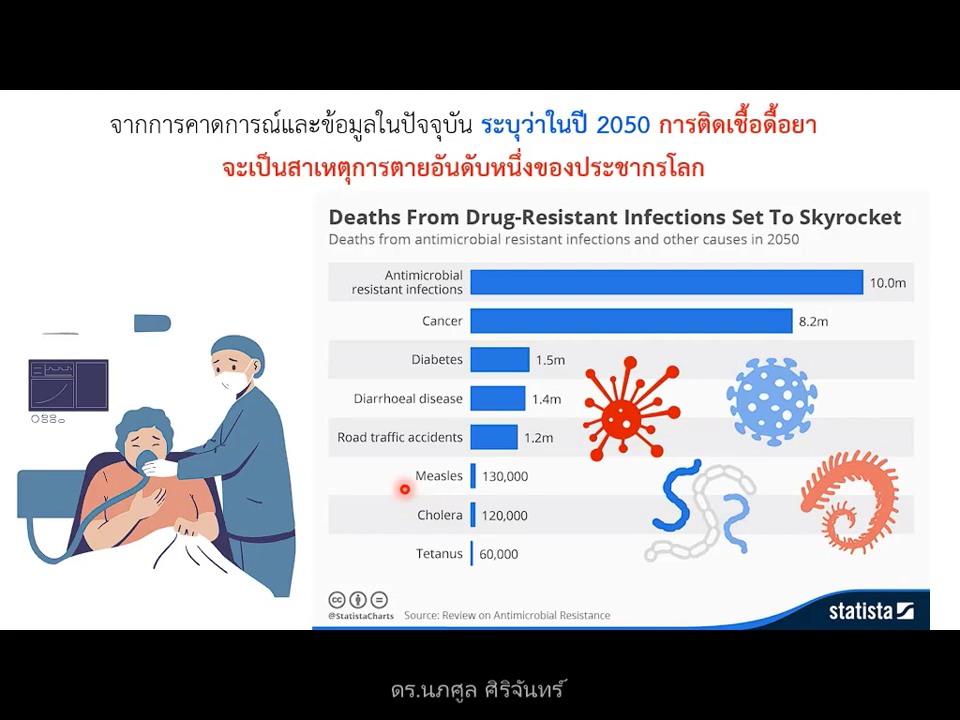 จากการคาดการณ์และข้อมูลในปัจจุบัน ระบุว่าในปี 2050 การติดเชื้อดื้อยา
จะเป็นสาเหตุการตายอันดับหนึ่งของประชากรโลก
Deaths From Drug-Resistant Infections Set To Skyrocket
Deaths from antimicrobial resistant infections and other causes in 2050
Antimicrobial
resistant infections 10.0m
Cancer 8.2m
Diabetes 1.5m
Diarrhoeal disease 1.4m
Road traffic accidents 1.2m
Measles 130,000
Cholera 120,000
Tetanus 60,000
@StatistaCharts Source: Review on Antimicrobial Resistance
statista
ดร.นภศูล ศิริจันทร์